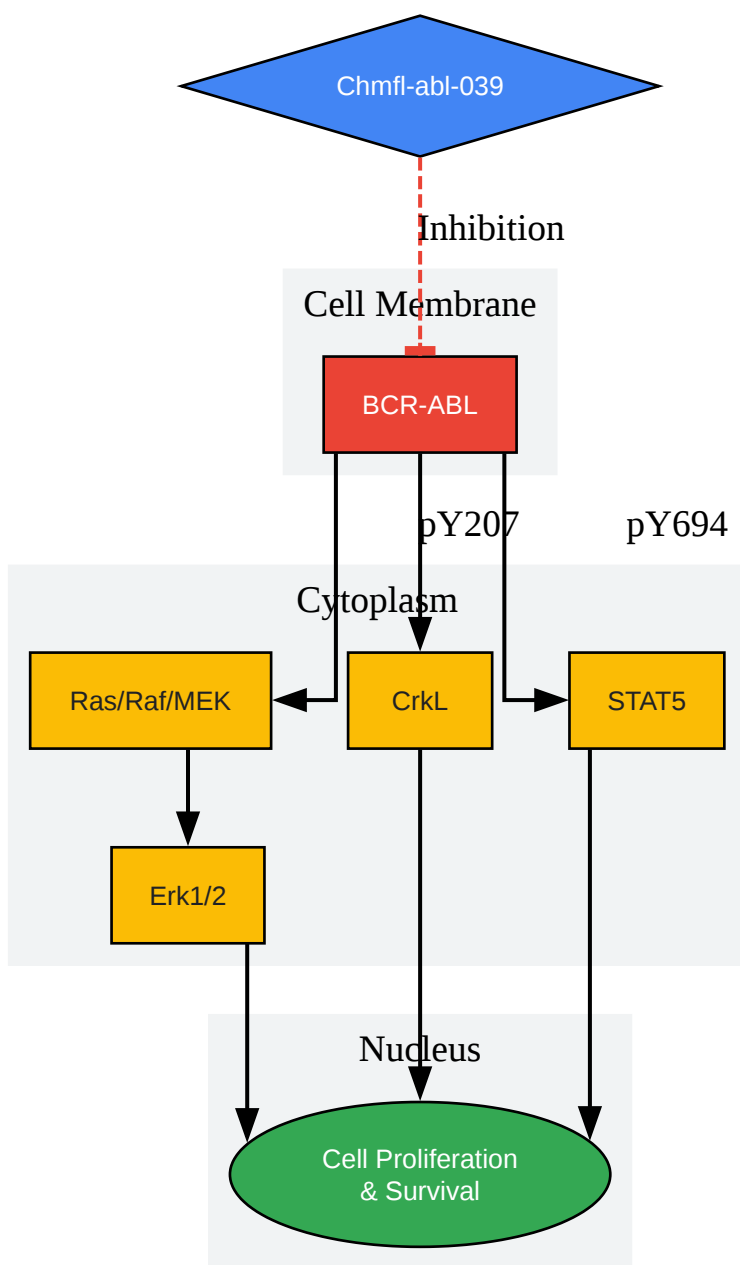 Chmfl-abl-039
Inhibition
Cell Membrane
BCR-ABL
pY207
pY694
Cytoplasm
Ras/Raf/MEK
CrkL
STAT5
Erk1/2
Nucleus
Cell Proliferation
& Survival